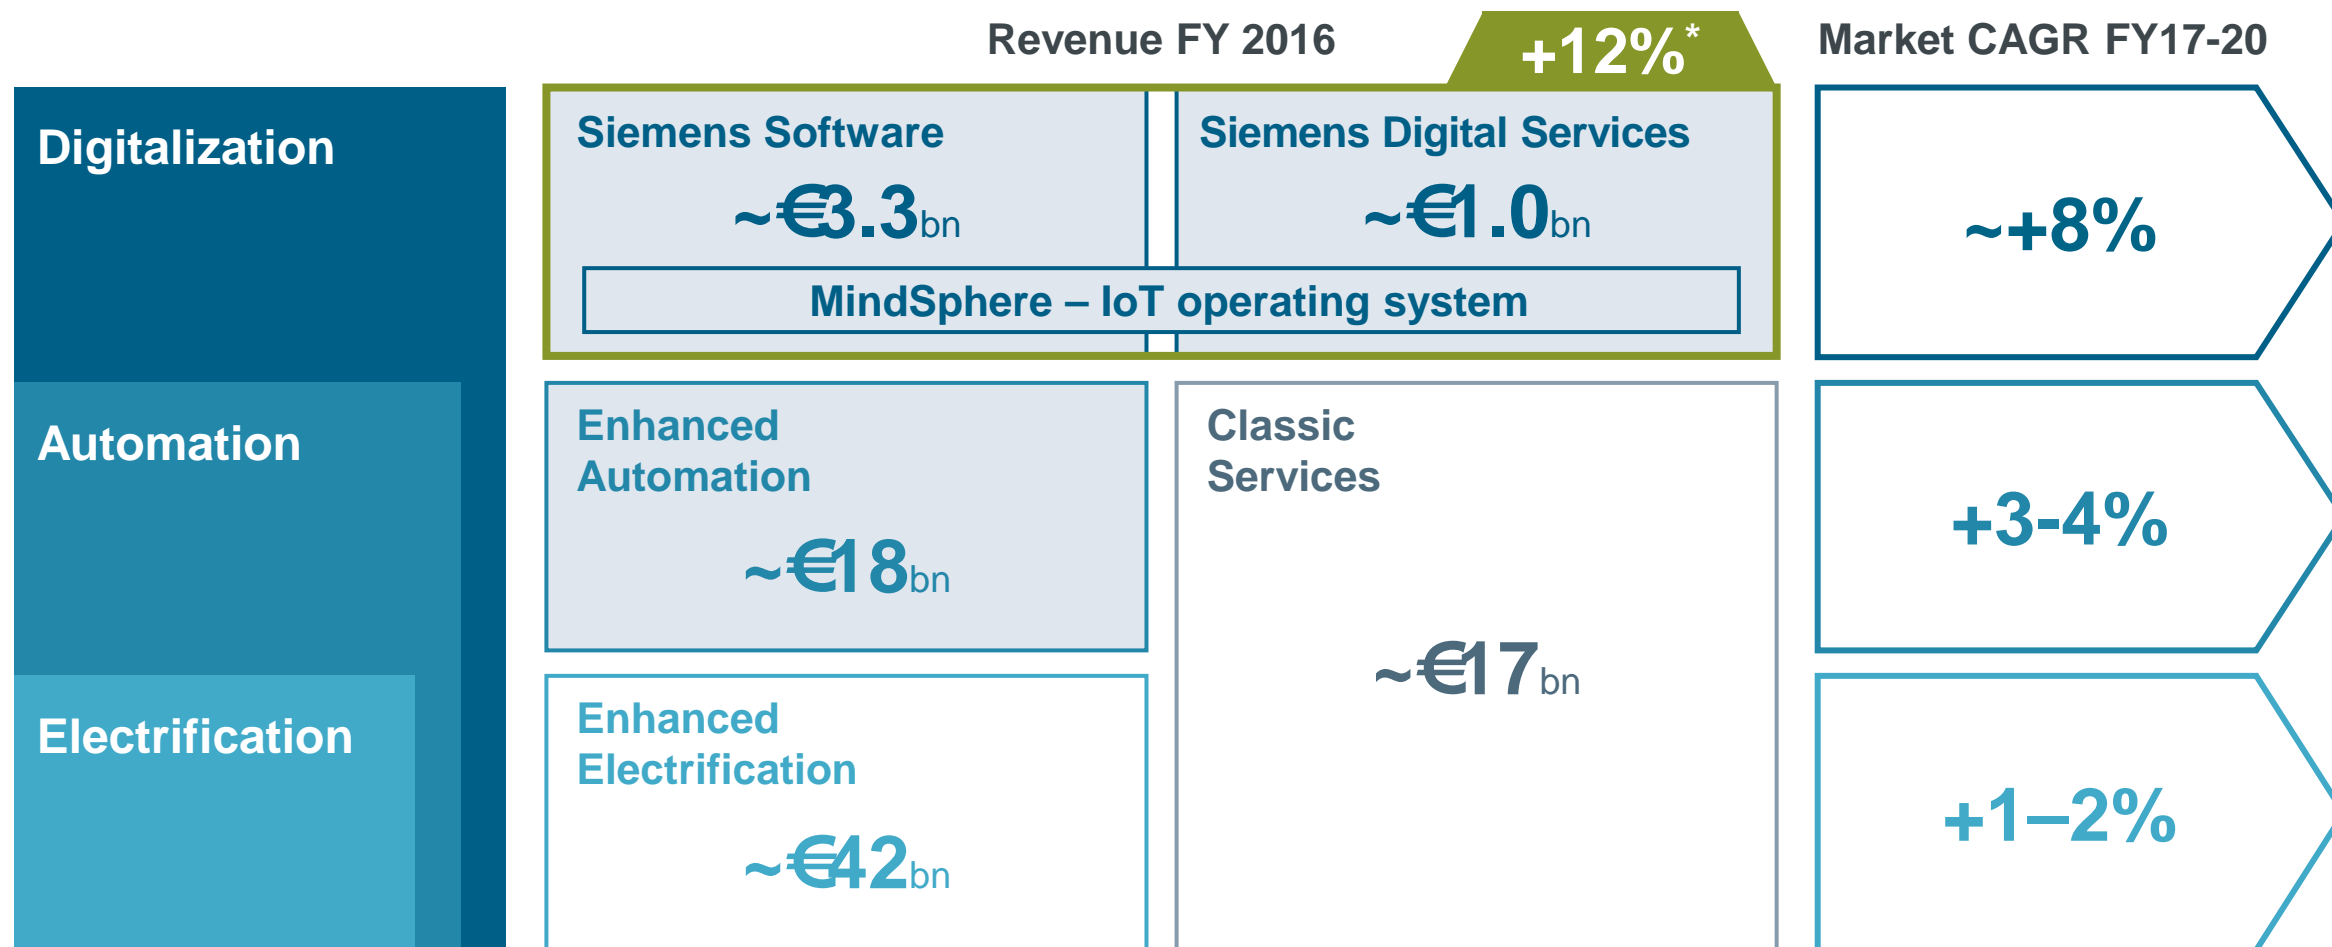 Revenue FY 2016
+12%*
Market CAGR FY17-20
Digitalization
Siemens Software
~€3.3bn
Siemens Digital Services
~€1.0bn
MindSphere – IoT operating system
~+8%
Automation
Enhanced
Automation
~€18bn
Classic
Services
~€17bn
+3-4%
Electrification
Enhanced
Electrification
~€42bn
+1–2%